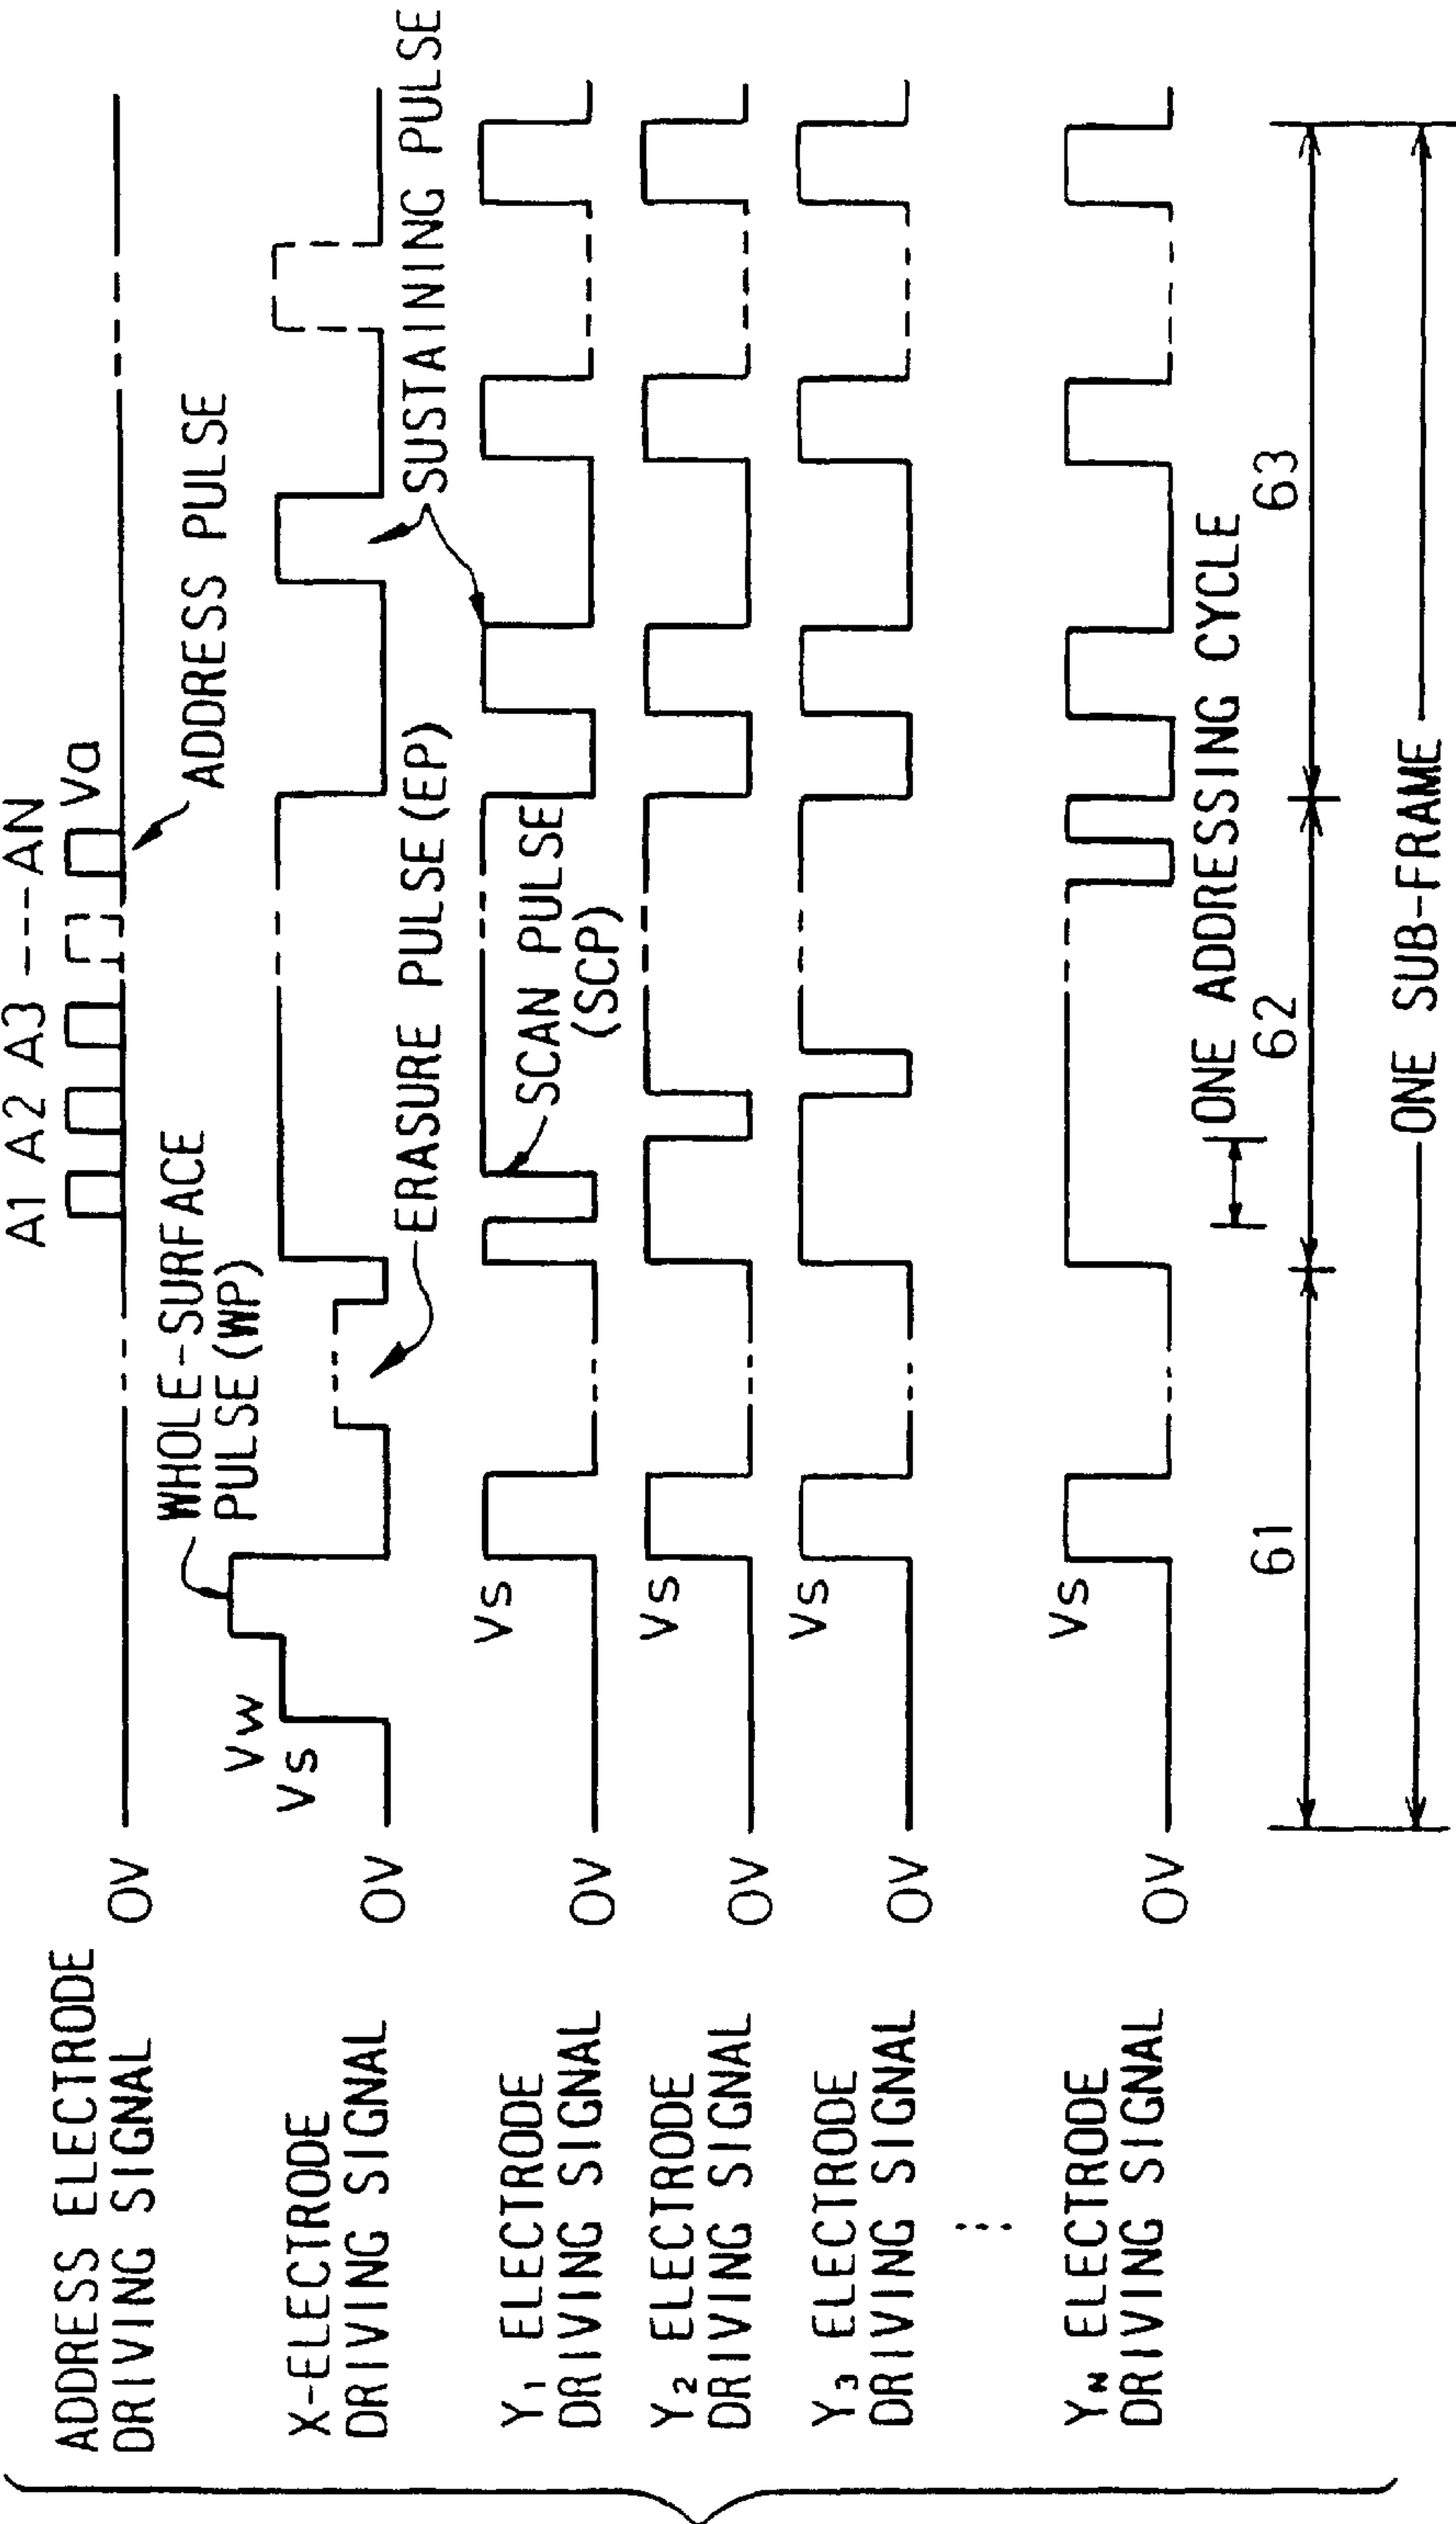 ADDRESS ELECTRODE
DRIVING SIGNAL
0V
A1 A2 A3 ---AN
Va
ADDRESS PULSE
X-ELECTRODE
DRIVING SIGNAL
0V
Vw
Vs
WHOLE-SURFACE
PULSE(WP)
ERASURE PULSE(EP)
SUSTAINING PULSE
Y1 ELECTRODE
DRIVING SIGNAL
0V
Vs
SCAN PULSE
(SCP)
Y2 ELECTRODE
DRIVING SIGNAL
0V
Vs
Y3 ELECTRODE
DRIVING SIGNAL
0V
Vs
YN ELECTRODE
DRIVING SIGNAL
0V
Vs
ONE ADDRESSING CYCLE
61
62
63
ONE SUB-FRAME